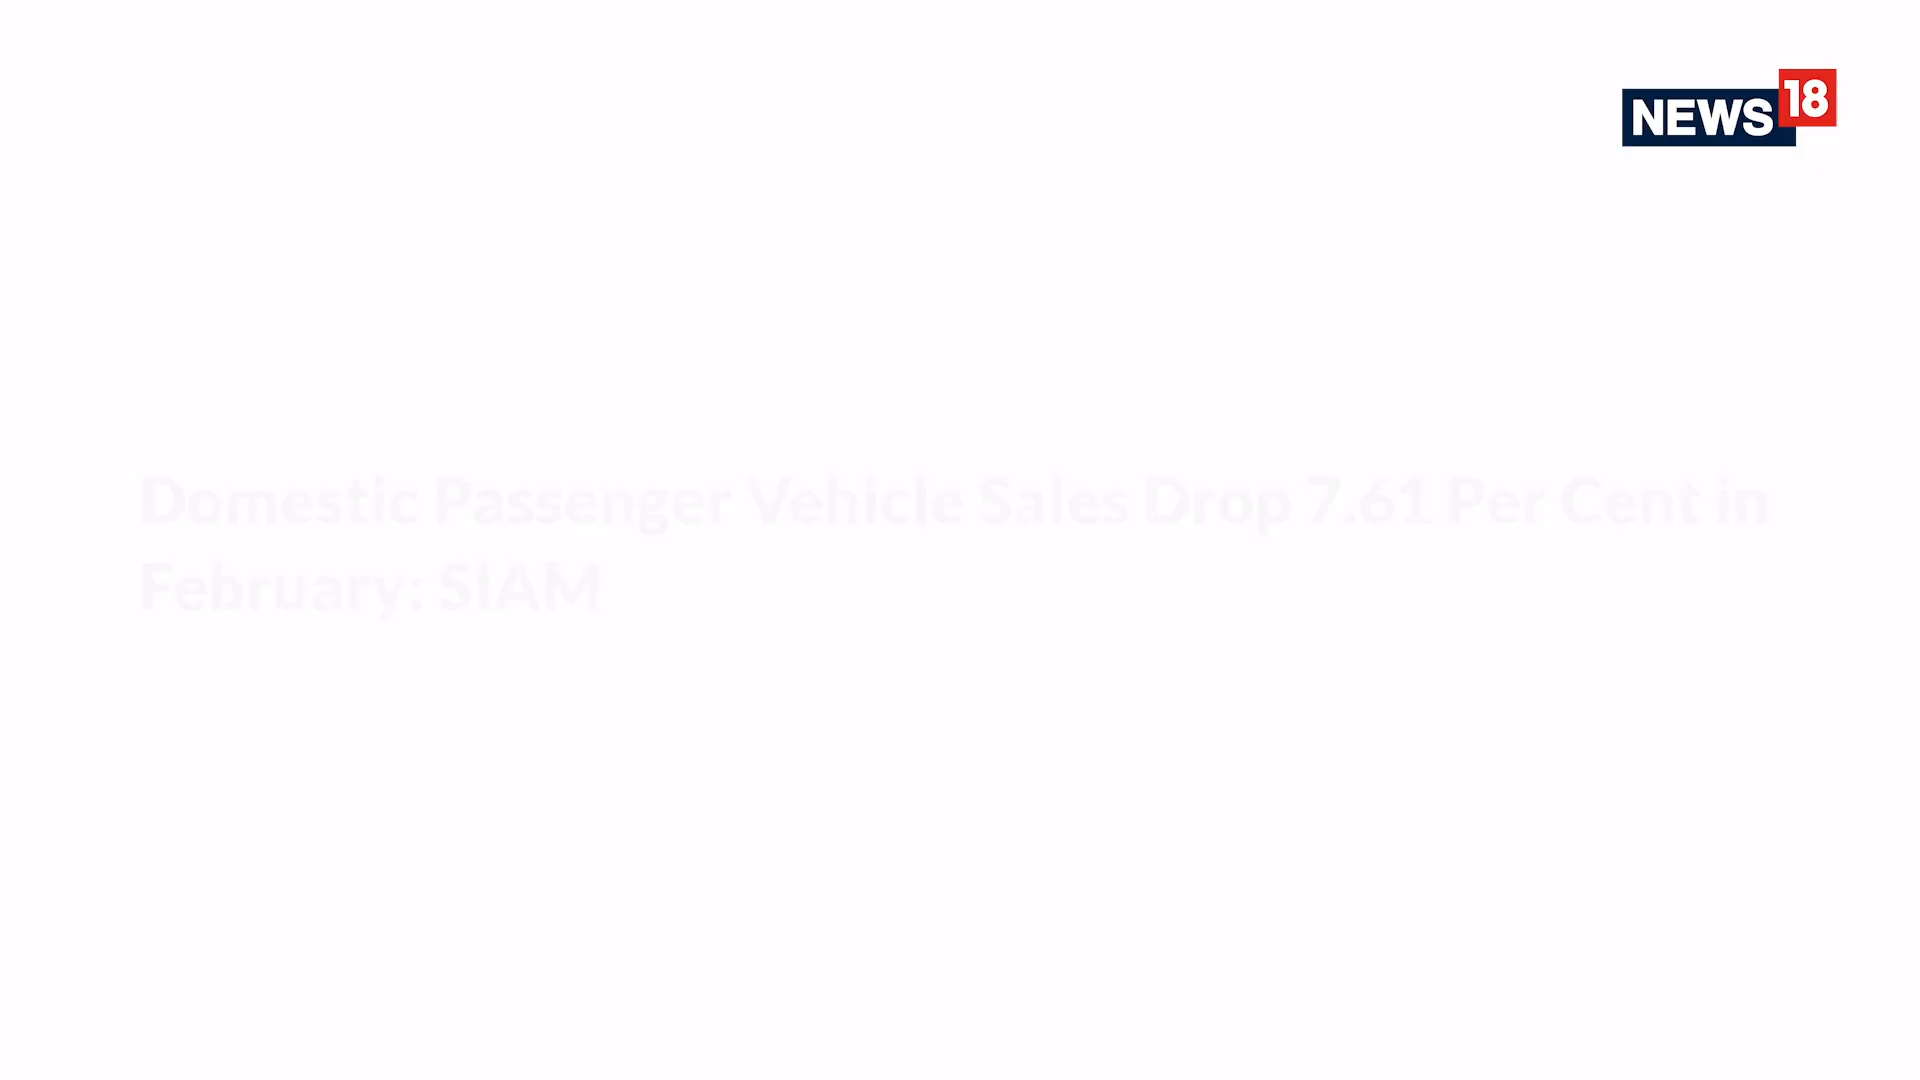 NEWS18
Domestic Passenger Vehicle Sales Drop 7.61 Per Cent in
February: SIAM